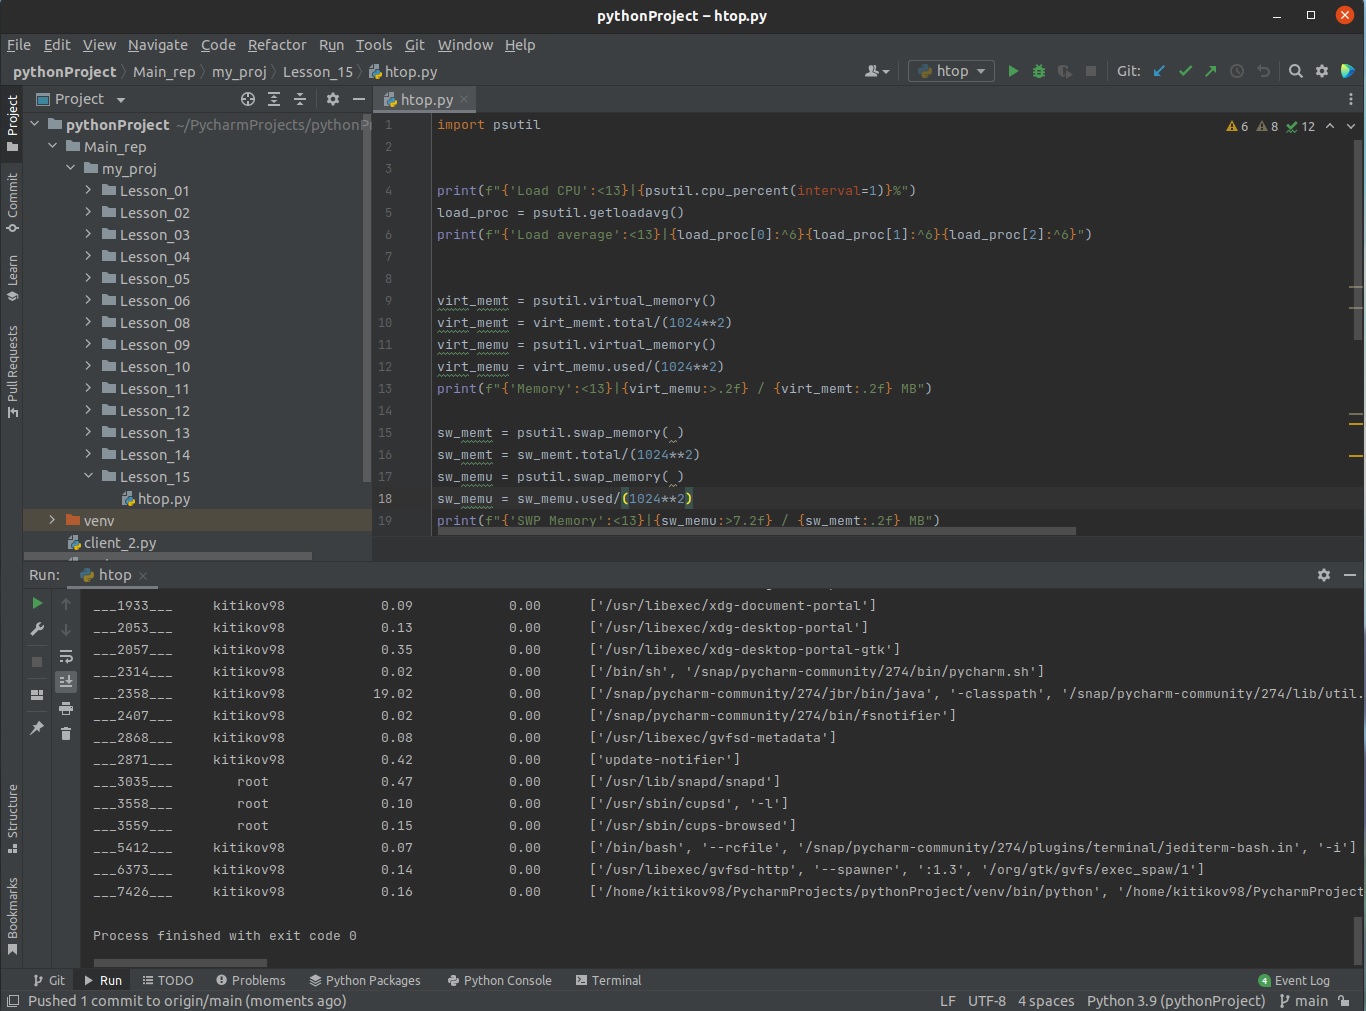 pythonProject – htop.py
File Edit View Navigate Code Refactor Run Tools Git Window Help
pythonProject Main_rep my_proj Lesson_15 htop.py
htop Git:
Project
htop.py
pythonProject ~/PycharmProjects/pythonP
Main_rep
my_proj
Lesson_01
Lesson_02
Lesson_03
Lesson_04
Lesson_05
Lesson_06
Lesson_08
Lesson_09
Lesson_10
Lesson_11
Lesson_12
Lesson_13
Lesson_14
Lesson_15
htop.py
venv
client_2.py
Project
Commit
Learn
Pull Requests
Structure
Bookmarks
6 8 12
1 import psutil
2
3
4 print(f"{'Load CPU':<13}|{psutil.cpu_percent(interval=1)}%")
5 load_proc = psutil.getloadavg()
6 print(f"{'Load average':<13}|{load_proc[0]:^6}{load_proc[1]:^6}{load_proc[2]:^6}")
7
8
9 virt_memt = psutil.virtual_memory()
10 virt_memt = virt_memt.total/(1024**2)
11 virt_memu = psutil.virtual_memory()
12 virt_memu = virt_memu.used/(1024**2)
13 print(f"{'Memory':<13}|{virt_memu:>.2f} / {virt_memt:.2f} MB")
14
15 sw_memt = psutil.swap_memory( )
16 sw_memt = sw_memt.total/(1024**2)
17 sw_memu = psutil.swap_memory( )
18 sw_memu = sw_memu.used/(1024**2)
19 print(f"{'SWP Memory':<13}|{sw_memu:>7.2f} / {sw_memt:.2f} MB")
Run: htop
___1933___ kitikov98 0.09 0.00 ['/usr/libexec/xdg-document-portal']
___2053___ kitikov98 0.13 0.00 ['/usr/libexec/xdg-desktop-portal']
___2057___ kitikov98 0.35 0.00 ['/usr/libexec/xdg-desktop-portal-gtk']
___2314___ kitikov98 0.02 0.00 ['/bin/sh', '/snap/pycharm-community/274/bin/pycharm.sh']
___2358___ kitikov98 19.02 0.00 ['/snap/pycharm-community/274/jbr/bin/java', '-classpath', '/snap/pycharm-community/274/lib/util.
___2407___ kitikov98 0.02 0.00 ['/snap/pycharm-community/274/bin/fsnotifier']
___2868___ kitikov98 0.08 0.00 ['/usr/libexec/gvfsd-metadata']
___2871___ kitikov98 0.42 0.00 ['update-notifier']
___3035___ root 0.47 0.00 ['/usr/lib/snapd/snapd']
___3558___ root 0.10 0.00 ['/usr/sbin/cupsd', '-l']
___3559___ root 0.15 0.00 ['/usr/sbin/cups-browsed']
___5412___ kitikov98 0.07 0.00 ['/bin/bash', '--rcfile', '/snap/pycharm-community/274/plugins/terminal/jediterm-bash.in', '-i']
___6373___ kitikov98 0.14 0.00 ['/usr/libexec/gvfsd-http', '--spawner', ':1.3', '/org/gtk/gvfs/exec_spaw/1']
___7426___ kitikov98 0.16 0.00 ['/home/kitikov98/PycharmProjects/pythonProject/venv/bin/python', '/home/kitikov98/PycharmProject
Process finished with exit code 0
Git Run TODO Problems Python Packages Python Console Terminal 4 Event Log
Pushed 1 commit to origin/main (moments ago) LF UTF-8 4 spaces Python 3.9 (pythonProject) main